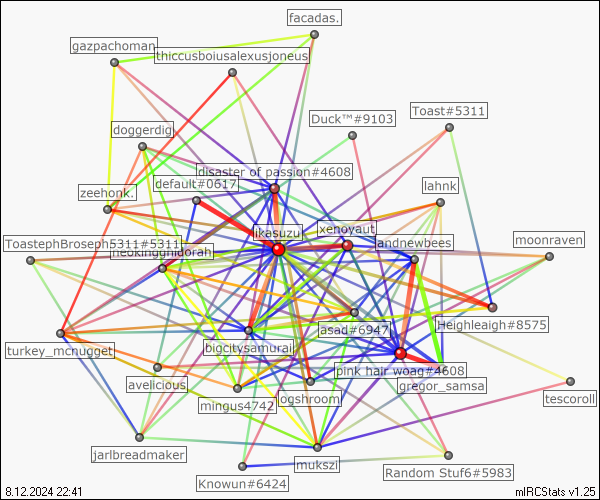 facadas.
gazpachoman
thiccusboiusalexusjoneus
Duck™#9103
Toast#5311
doggerdig
disaster of passion#4608
default#0617
lahnk
zeehonk.
ikasuzu
xenoyaut
andnewbees
ToastephBroseph5311#5311
neokingghidorah
moonraven
asad#6947
Heighleaigh#8575
bigcitysamurai
turkey_mcnugget
pink hair woag#4608
avelicious
gregor_samsa
mingus4742
logshroom
tescoroll
jarlbreadmaker
mukszi
Knowun#6424
Random Stuf6#5983
8.12.2024 22:41
mIRCStats v1.25